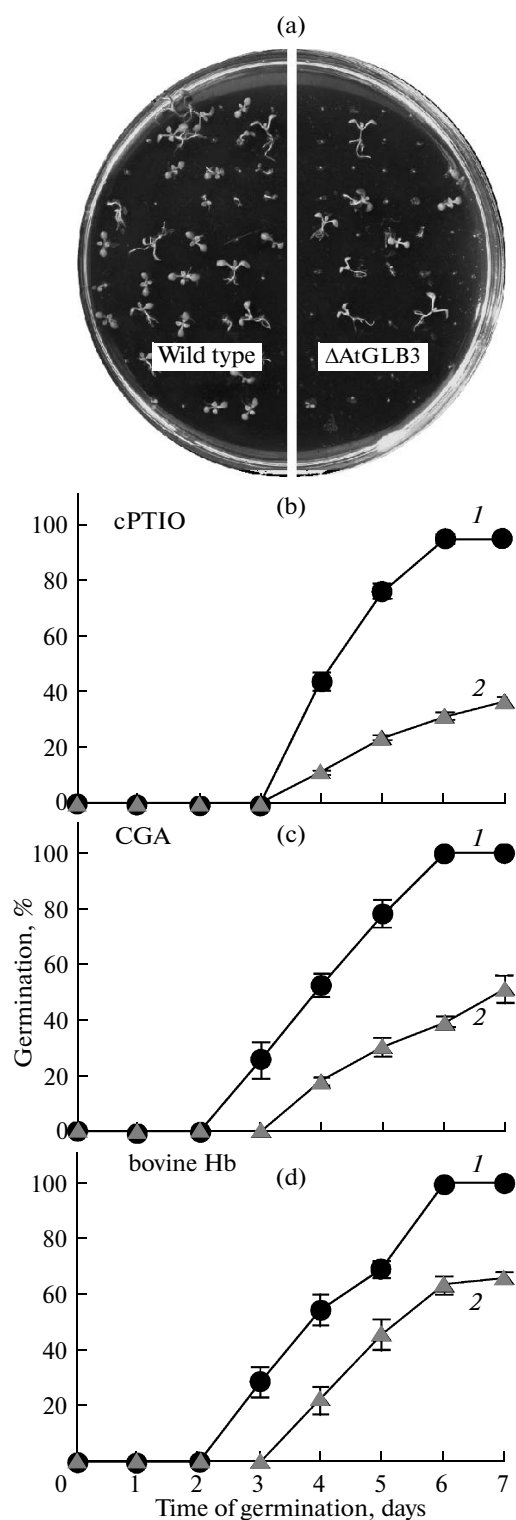 (a)
Wild type
ΔAtGLB3
(b)
cPTIO
100
80
60
40
20
0
1
2
(c)
CGA
100
80
60
40
20
0
1
2
Germination, %
(d)
bovine Hb
100
80
60
40
20
1
2
0 1 2 3 4 5 6 7
Time of germination, days